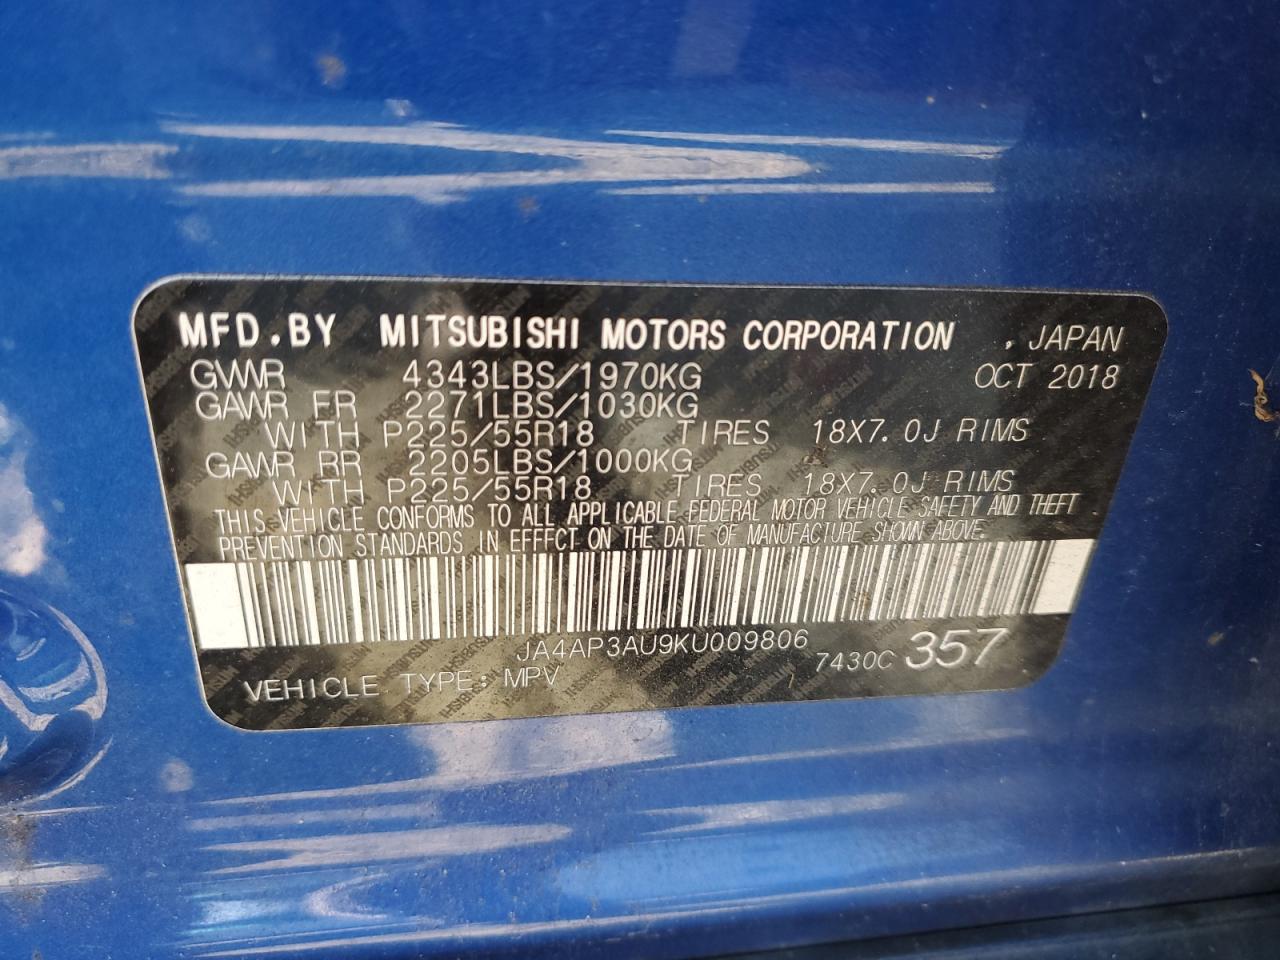 MFD.BY MITSUBISHI MOTORS CORPORATION , JAPAN
GVWR 4343LBS/1970KG OCT 2018
GAWR FR 2271LBS/1030KG
WITH P225/55R18 TIRES 18X7.0J RIMS
GAWR RR 2205LBS/1000KG
WITH P225/55R18 TIRES 18X7.0J RIMS
THIS VEHICLE CONFORMS TO ALL APPLICABLE FEDERAL MOTOR VEHICLE SAFETY AND THEFT
PREVENTION STANDARDS IN EFFECT ON THE DATE OF MANUFACTURE SHOWN ABOVE.
JA4AP3AU9KU009806
VEHICLE TYPE: MPV 7430C 357